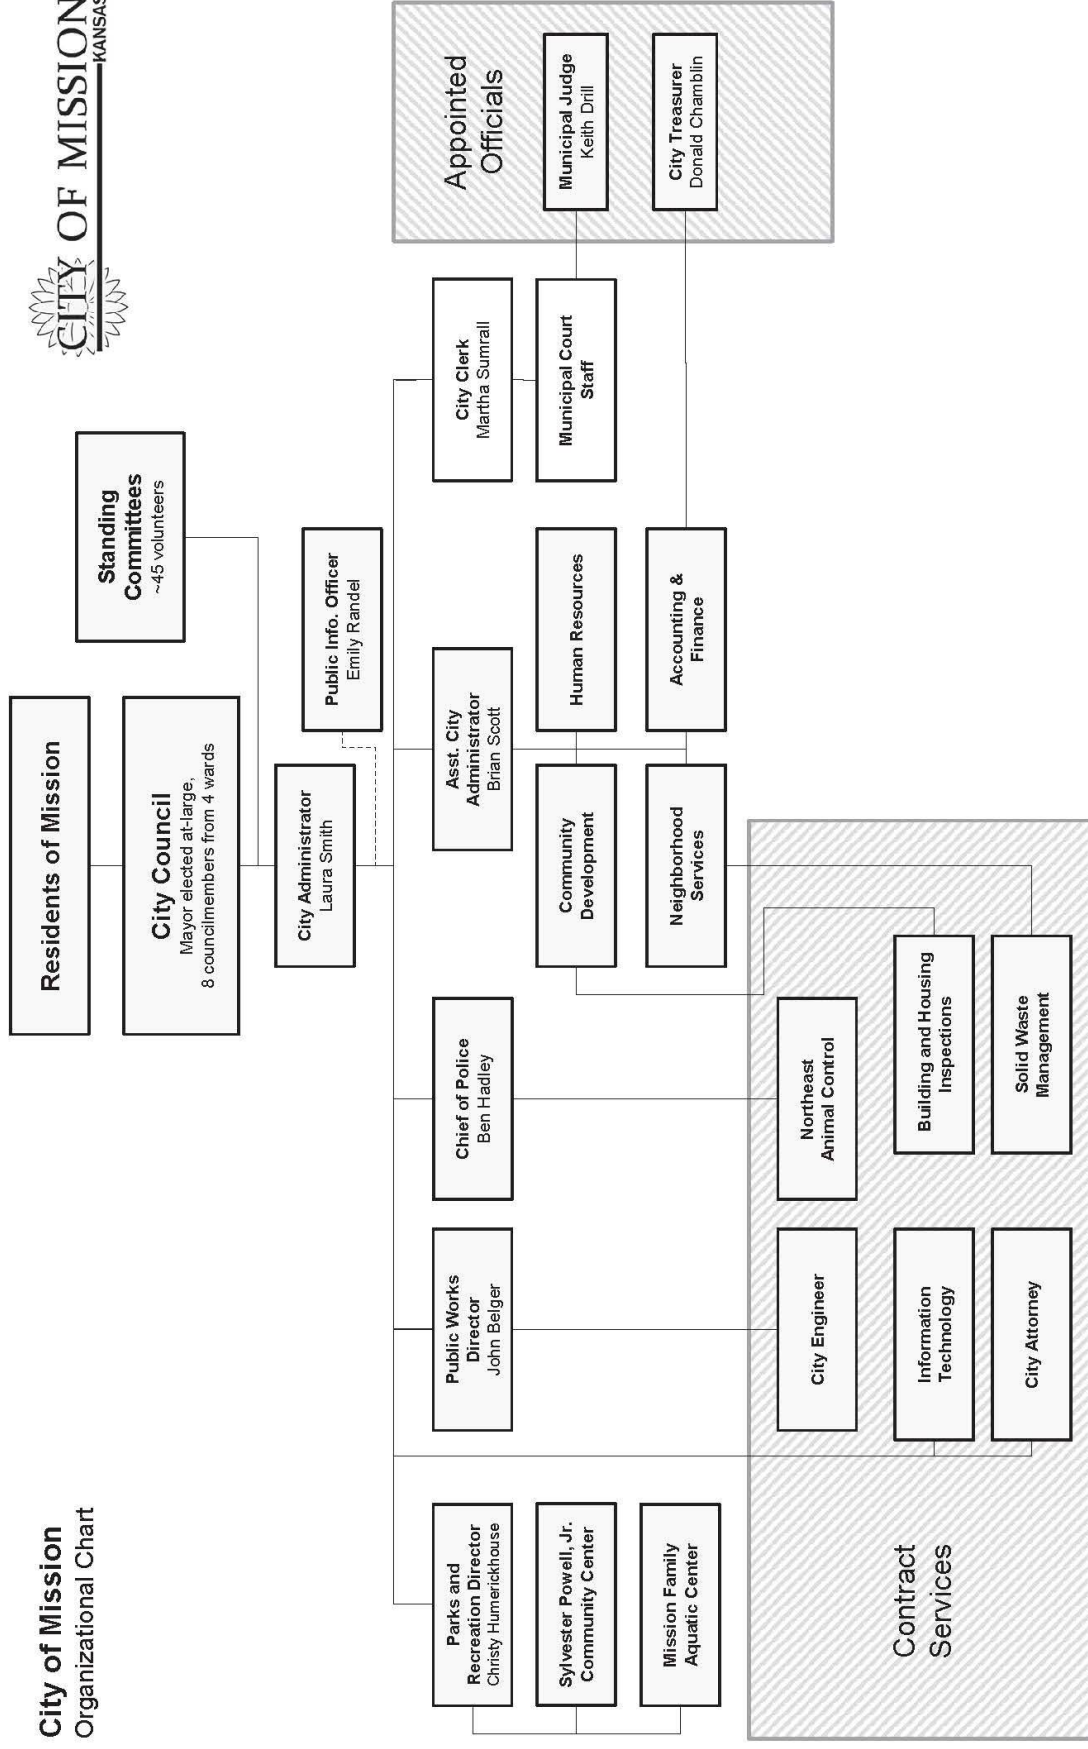 City of Mission
Organizational Chart
CITY OF MISSION
KANSAS
Residents of Mission
City Council
Mayor elected at-large,
8 councilmembers from 4 wards
Standing
Committees
~45 volunteers
City Administrator
Laura Smith
Public Info. Officer
Emily Randel
Parks and
Recreation Director
Christy Humerickhouse
Sylvester Powell, Jr.
Community Center
Mission Family
Aquatic Center
Public Works
Director
John Belger
Chief of Police
Ben Hadley
Asst. City
Administrator
Brian Scott
Community
Development
Human Resources
Neighborhood
Services
Accounting &
Finance
City Clerk
Martha Sumrall
Municipal Court
Staff
Appointed
Officials
Municipal Judge
Keith Drill
City Treasurer
Donald Chamblin
Contract
Services
City Engineer
Northeast
Animal Control
Information
Technology
Building and Housing
Inspections
City Attorney
Solid Waste
Management